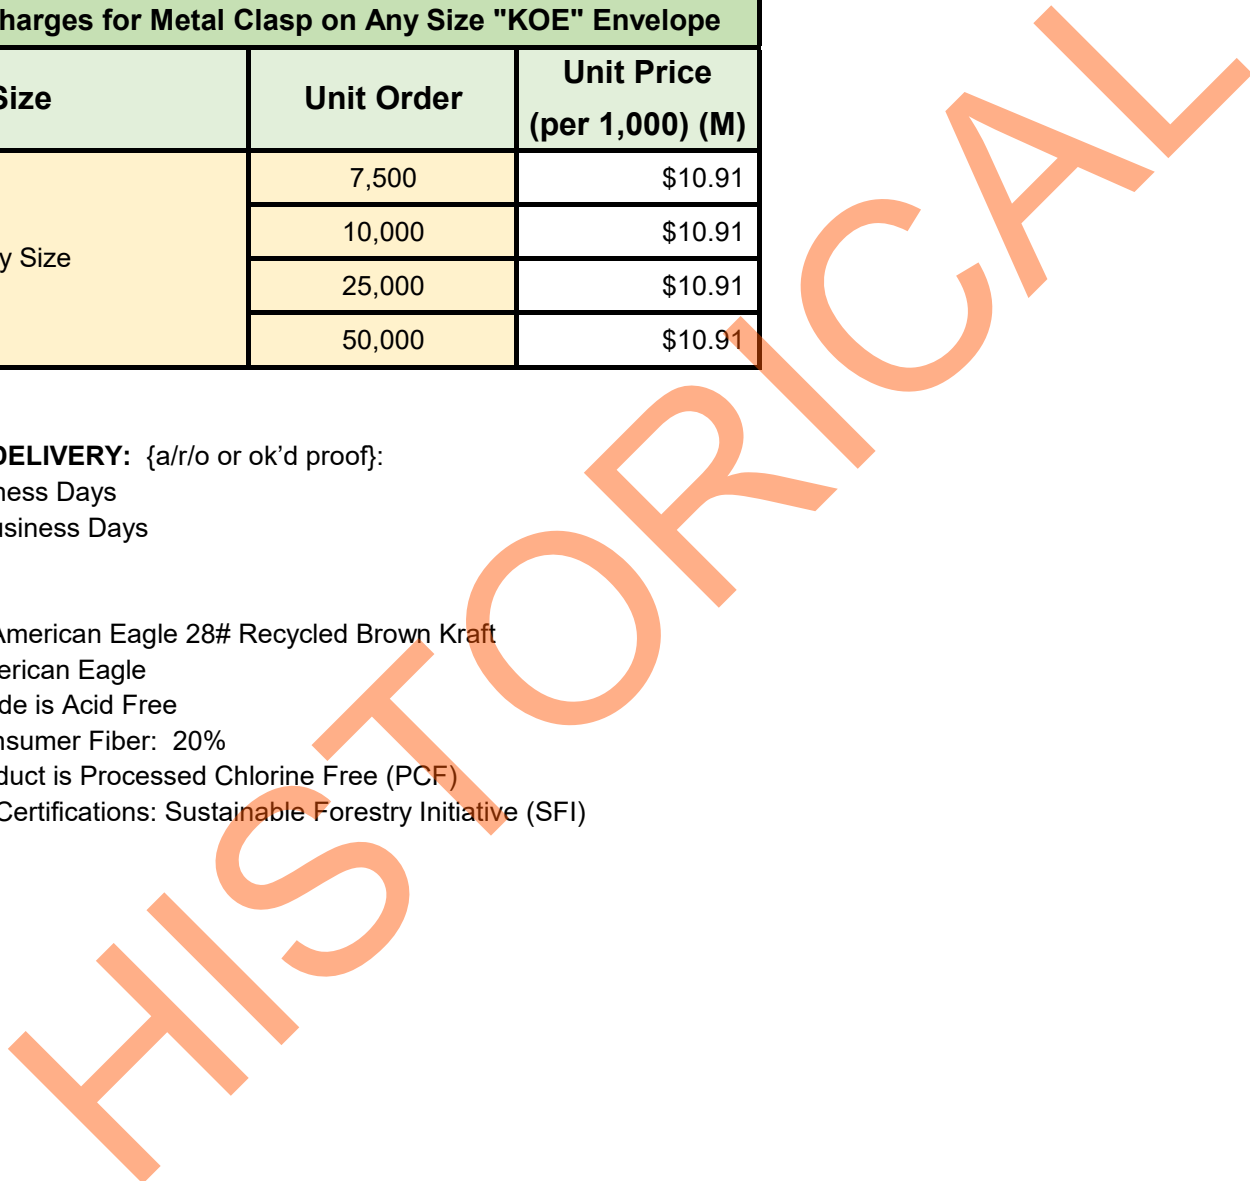 harges for Metal Clasp on Any Size "KOE" Envelope
Size Unit Order Unit Price
(per 1,000) (M)
7,500 $10.91
10,000 $10.91
y Size
25,000 $10.91
50,000 $10.91
DELIVERY: {a/r/o or ok’d proof}:
ness Days
usiness Days
American Eagle 28# Recycled Brown Kraft
erican Eagle
de is Acid Free
nsumer Fiber: 20%
duct is Processed Chlorine Free (PCF)
Certifications: Sustainable Forestry Initiative (SFI)
HISTORICAL